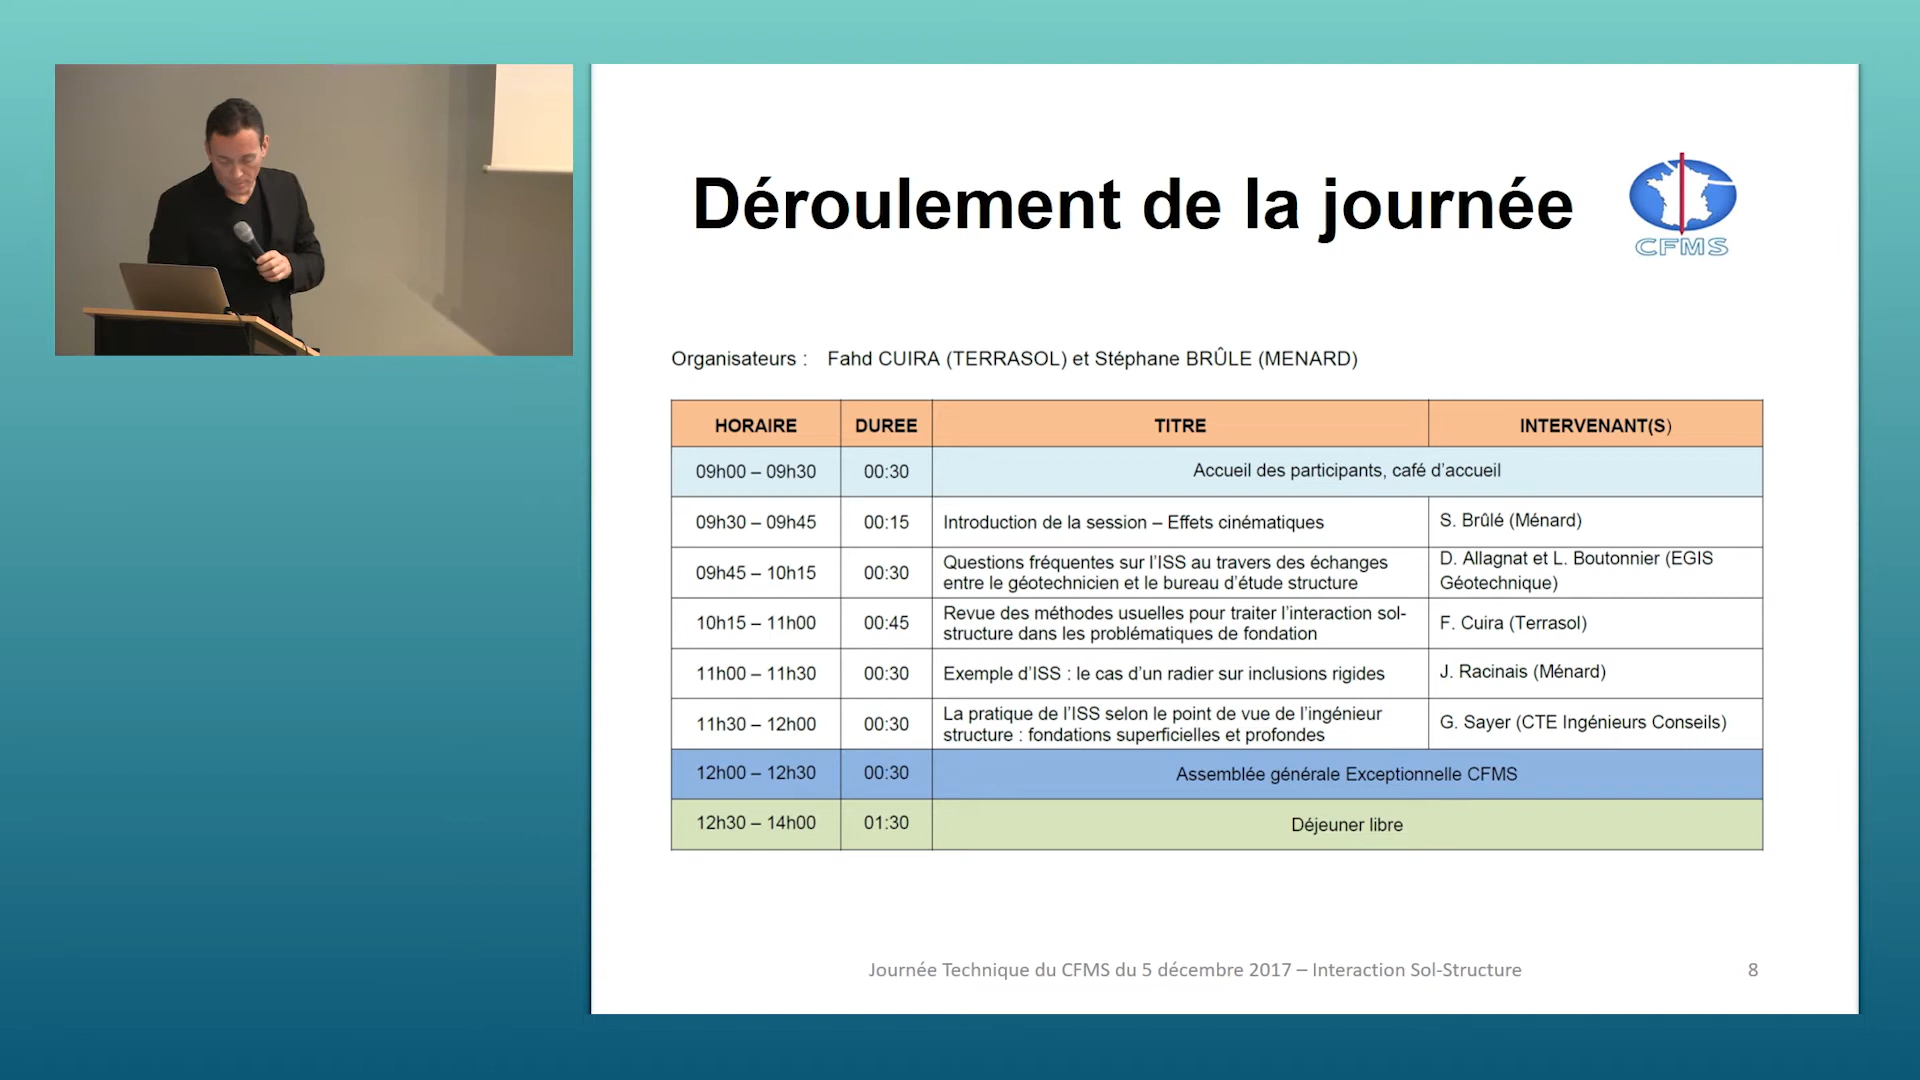 Déroulement de la journée
CFMS
Organisateurs : Fahd CUIRA (TERRASOL) et Stéphane BRÛLE (MENARD)
HORAIRE DUREE TITRE INTERVENANT(S)
09h00 – 09h30 00:30 Accueil des participants, café d'accueil
09h30 – 09h45 00:15 Introduction de la session – Effets cinématiques S. Brûlé (Ménard)
09h45 – 10h15 00:30 Questions fréquentes sur l'ISS au travers des échanges
entre le géotechnicien et le bureau d'étude structure
D. Allagnat et L. Boutonnier (EGIS
Géotechnique)
10h15 – 11h00 00:45 Revue des méthodes usuelles pour traiter l'interaction sol-
structure dans les problématiques de fondation
F. Cuira (Terrasol)
11h00 – 11h30 00:30 Exemple d'ISS : le cas d'un radier sur inclusions rigides J. Racinais (Ménard)
11h30 – 12h00 00:30 La pratique de l'ISS selon le point de vue de l'ingénieur
structure : fondations superficielles et profondes
G. Sayer (CTE Ingénieurs Conseils)
12h00 – 12h30 00:30 Assemblée générale Exceptionnelle CFMS
12h30 – 14h00 01:30 Déjeuner libre
Journée Technique du CFMS du 5 décembre 2017 – Interaction Sol-Structure 8